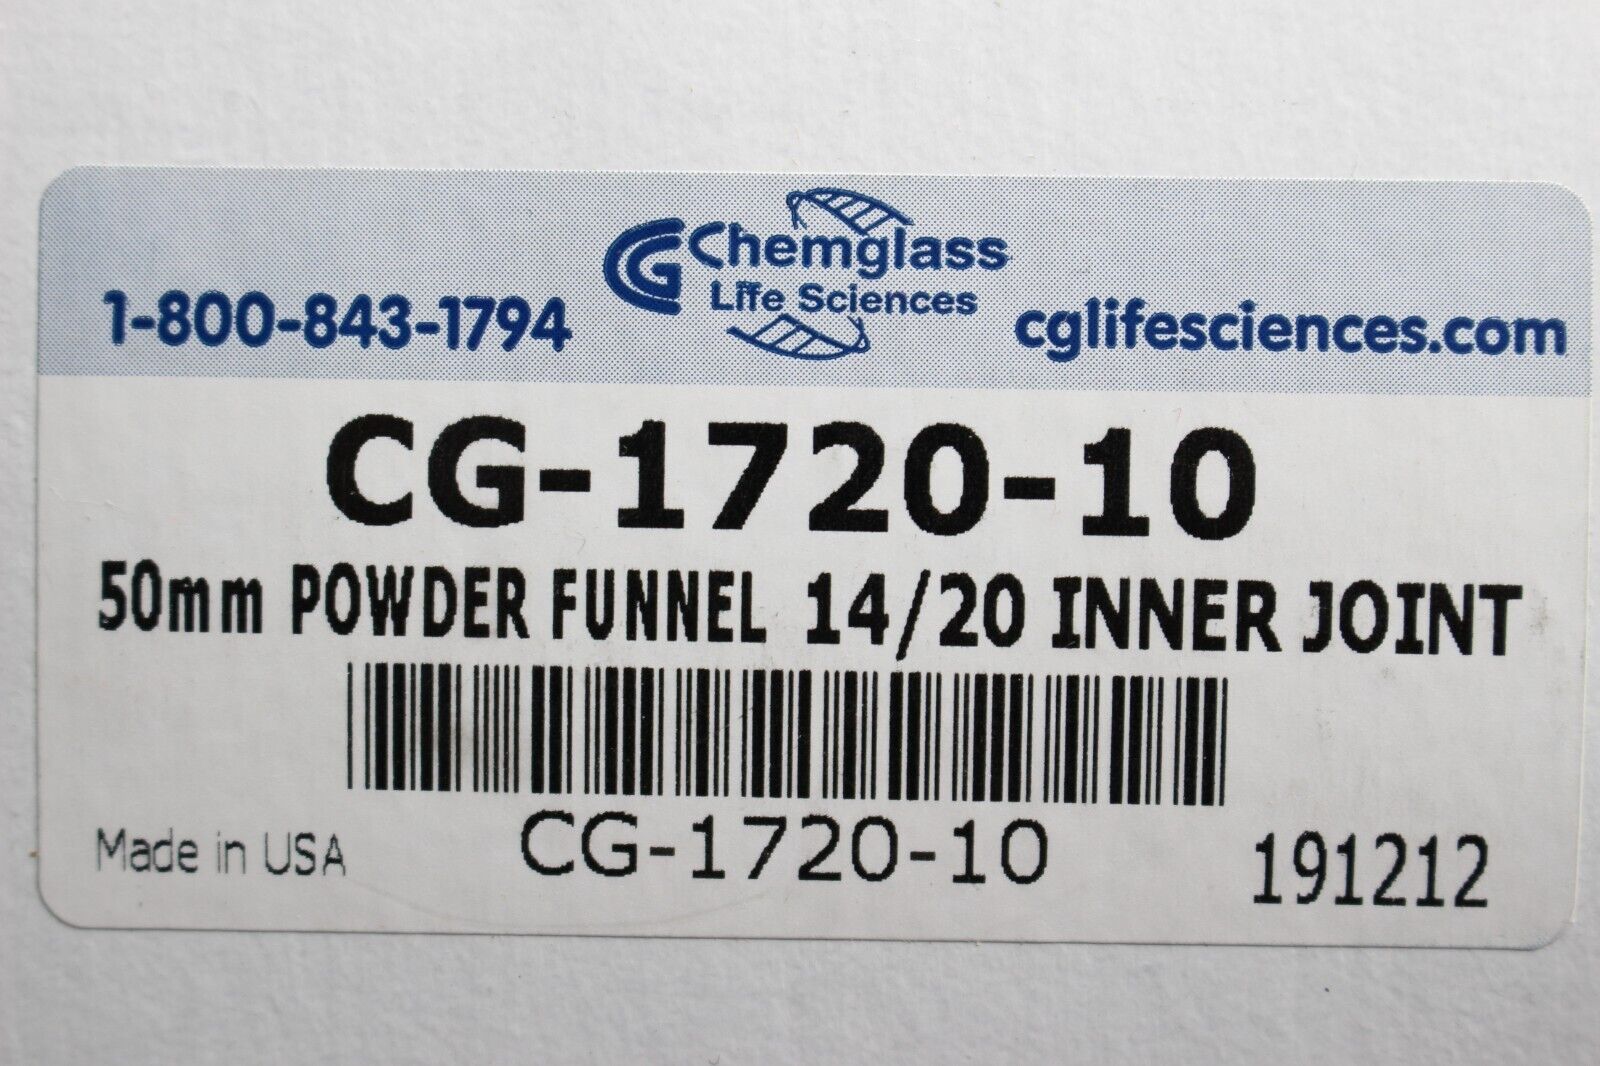 CG Chemglass
Life Sciences
1-800-843-1794
cglifesciences.com
CG-1720-10
50mm POWDER FUNNEL 14/20 INNER JOINT
CG-1720-10
Made in USA
191212